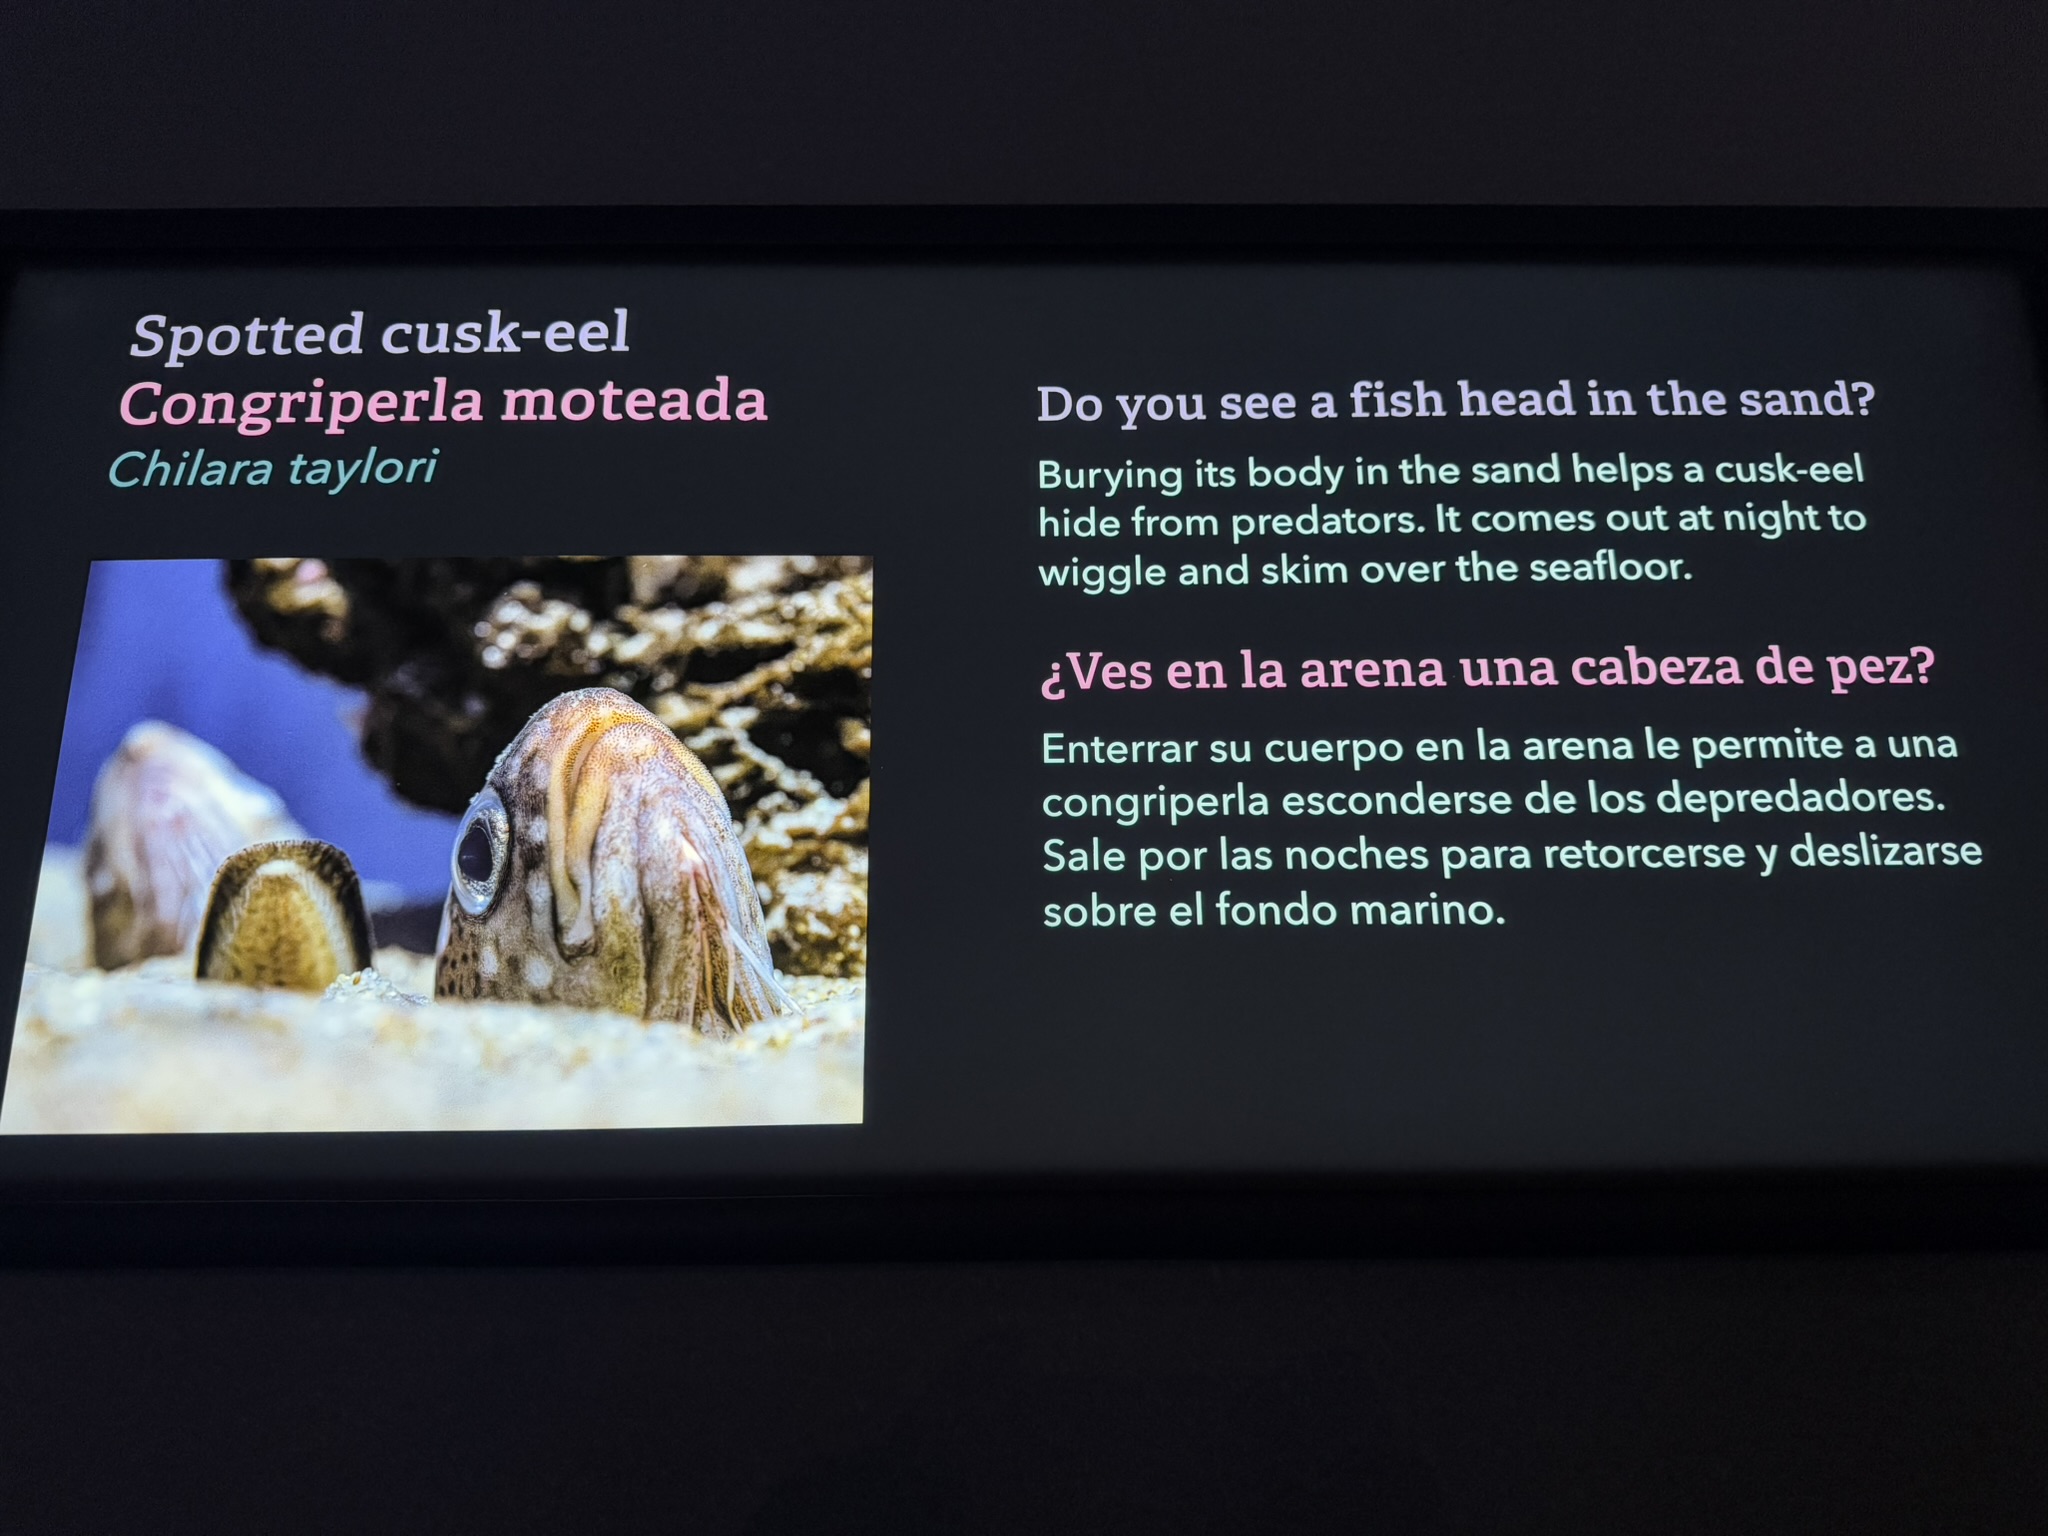 Spotted cusk-eel
Congriperla moteada
Chilara taylori
Do you see a fish head in the sand?
Burying its body in the sand helps a cusk-eel
hide from predators. It comes out at night to
wiggle and skim over the seafloor.
¿Ves en la arena una cabeza de pez?
Enterrar su cuerpo en la arena le permite a una
congriperla esconderse de los depredadores.
Sale por las noches para retorcerse y deslizarse
sobre el fondo marino.